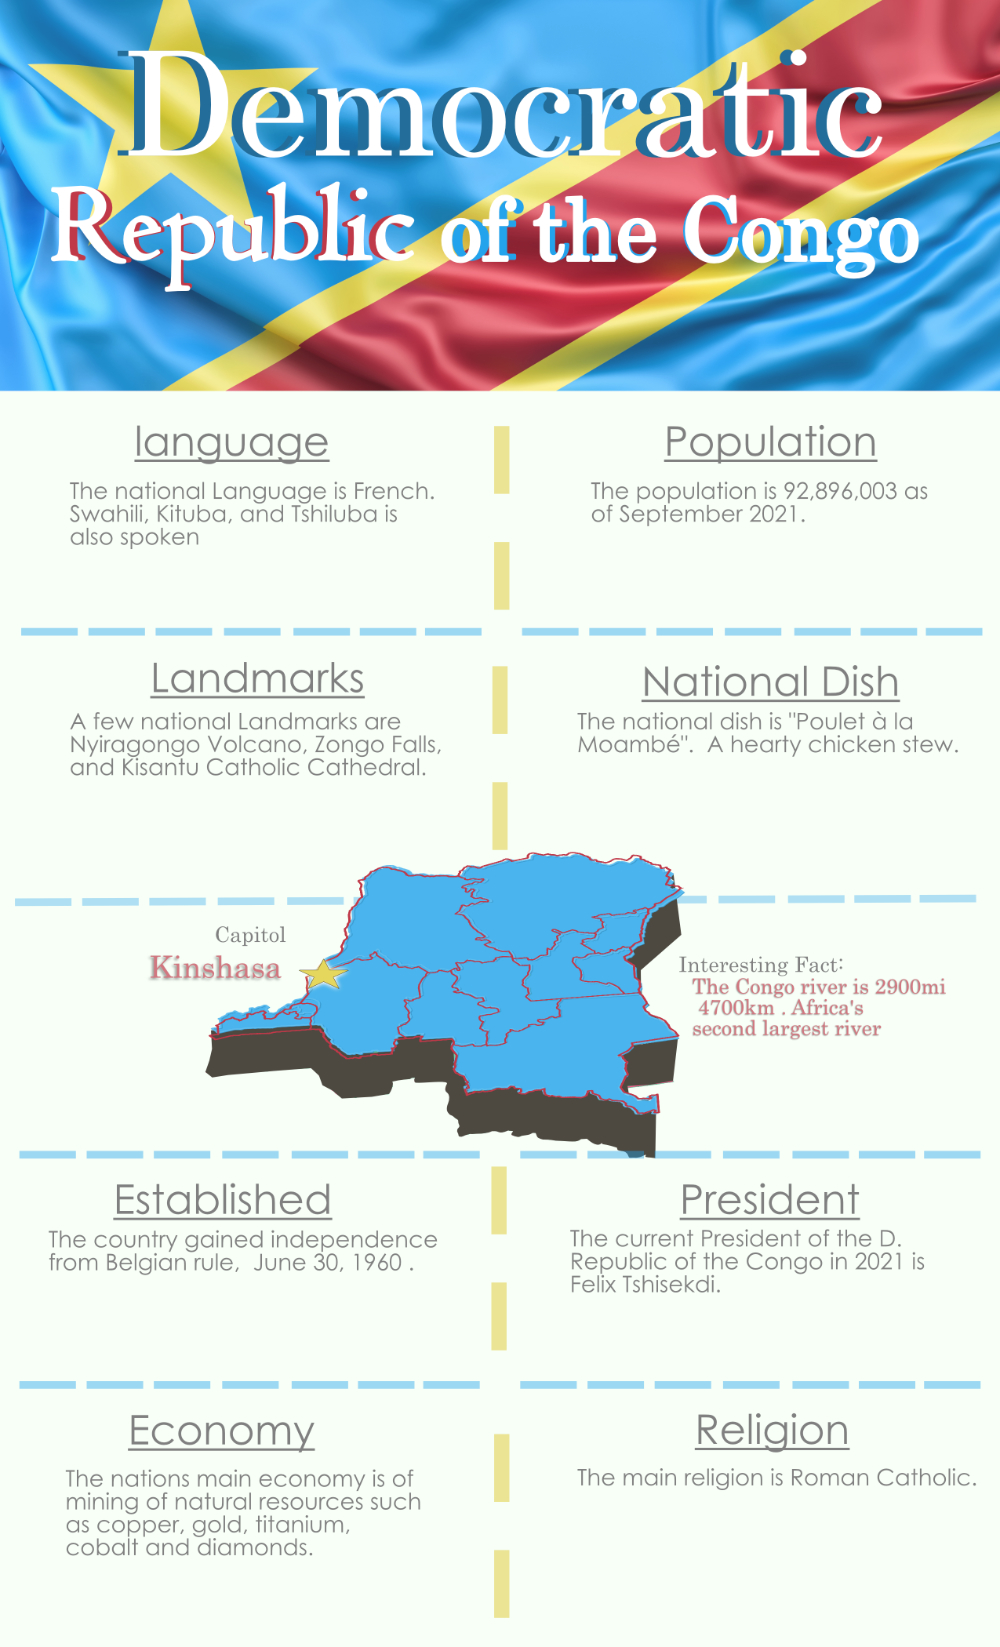 Democratic
Republic of the Congo
language
The national Language is French.
Swahili, Kituba, and Tshiluba is
also spoken
Population
The population is 92,896,003 as
of September 2021.
Landmarks
A few national Landmarks are
Nyiragongo Volcano, Zongo Falls,
and Kisantu Catholic Cathedral.
National Dish
The national dish is "Poulet à la
Moambé". A hearty chicken stew.
Capitol
Kinshasa
Interesting Fact:
The Congo river is 2900mi
4700km . Africa's
second largest river
Established
The country gained independence
from Belgian rule, June 30, 1960 .
President
The current President of the D.
Republic of the Congo in 2021 is
Felix Tshisekdi.
Economy
The nations main economy is of
mining of natural resources such
as copper, gold, titanium,
cobalt and diamonds.
Religion
The main religion is Roman Catholic.